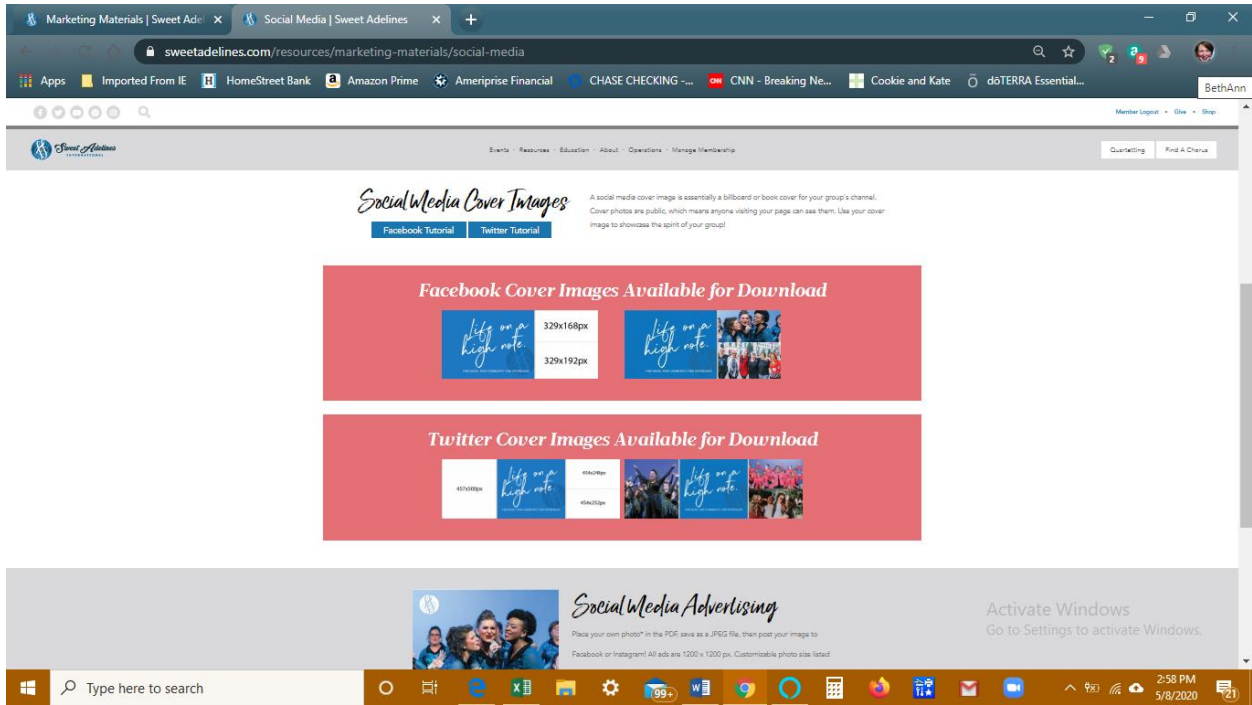 Marketing Materials | Sweet Adel
Social Media | Sweet Adelines
sweetadelines.com/resources/marketing-materials/social-media
Apps Imported From IE HomeStreet Bank Amazon Prime Ameriprise Financial CHASE CHECKING -... CNN - Breaking Ne... Cookie and Kate dōTERRA Essential...
BethAnn
Member Logout • Give • Shop
Sweet Adelines
INTERNATIONAL
Events · Resources · Education · About · Operations · Manage Membership
Quartetting Find A Chorus
Social Media Cover Images
Facebook Tutorial Twitter Tutorial
A social media cover image is essentially a billboard or book cover for your group's channel.
Cover photos are public, which means anyone visiting your page can see them. Use your cover
image to showcase the spirit of your group!
Facebook Cover Images Available for Download
life on a
high note.
329x168px
329x192px
life on a
high note.
Twitter Cover Images Available for Download
life on a
high note.
life on a
high note.
Social Media Advertising
Place your own photo* in the PDF, save as a JPEG file, then post your image to
Facebook or Instagram! All ads are 1200 x 1200 px. Customizable photo size listed
Activate Windows
Go to Settings to activate Windows.
Type here to search
99+
2:58 PM
5/8/2020
21